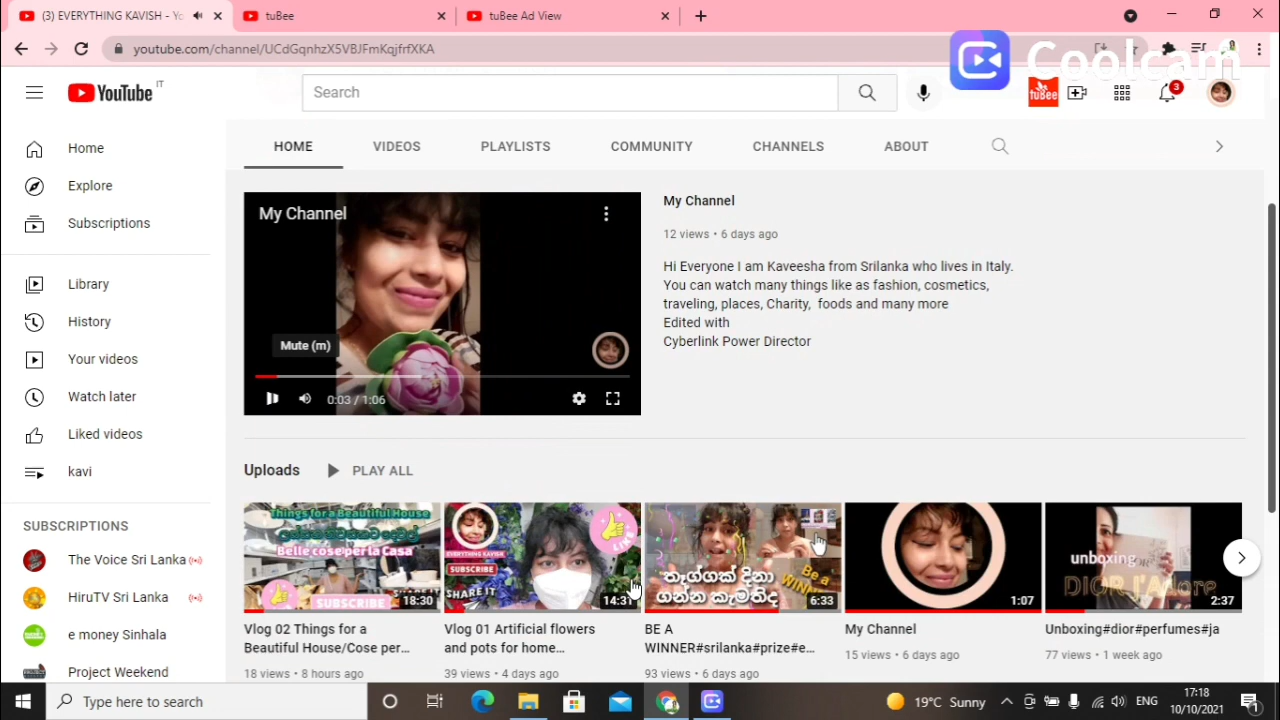 (3) EVERYTHING KAVISH - Yo
tuBee
tuBee Ad View
youtube.com/channel/UCdGqnhzX5VBJFmKqjfrfXKA
Coolcam
YouTube IT
Search
tuBee
3
Home
Explore
Subscriptions
Library
History
Your videos
Watch later
Liked videos
kavi
SUBSCRIPTIONS
The Voice Sri Lanka
HiruTV Sri Lanka
e money Sinhala
Project Weekend
HOME VIDEOS PLAYLISTS COMMUNITY CHANNELS ABOUT
My Channel
Mute (m)
0:03 / 1:06
My Channel
12 views • 6 days ago
Hi Everyone I am Kaveesha from Srilanka who lives in Italy.
You can watch many things like as fashion, cosmetics,
traveling, places, Charity, foods and many more
Edited with
Cyberlink Power Director
Uploads PLAY ALL
Things for a Beautiful House
Belle cose perla Casa
SUBSCRIBE
18:30
Vlog 02 Things for a
Beautiful House/Cose per...
18 views • 8 hours ago
EVERYTHING KAVISH
SUBSCRIBE
SHARE IT
LIKE
14:31
Vlog 01 Artificial flowers
and pots for home...
39 views • 4 days ago
තෑග්ගක් දිනා
ගන්න කැමතිද
Be a
WINNER
6:33
BE A
WINNER#srilanka#prize#e...
93 views • 6 days ago
1:07
My Channel
15 views • 6 days ago
unboxing
DIOR J'adore
2:37
Unboxing#dior#perfumes#ja
77 views • 1 week ago
Type here to search
19°C Sunny
ENG
17:18
10/10/2021
1